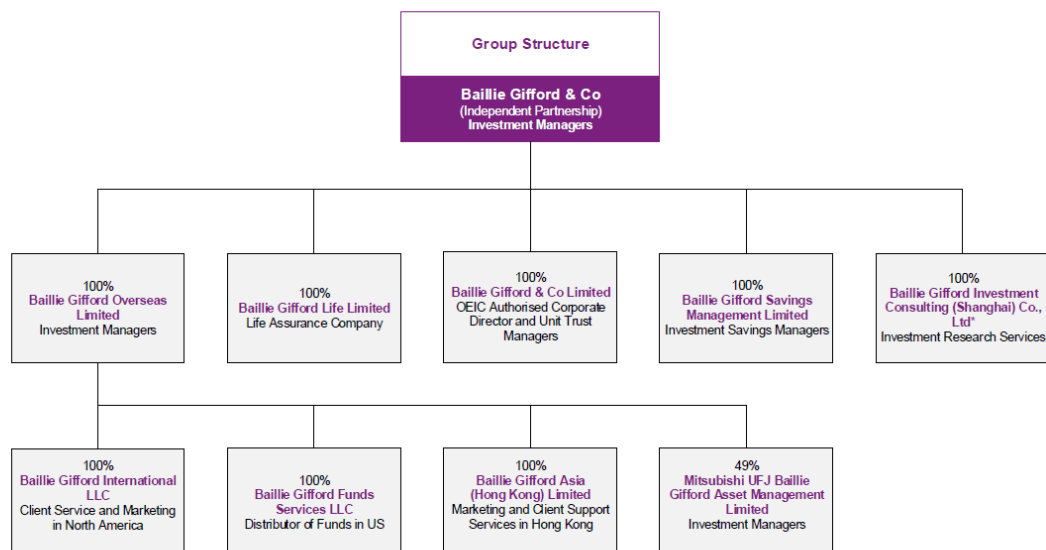 Group Structure
Baillie Gifford & Co
(Independent Partnership)
Investment Managers
100%
Baillie Gifford Overseas
Limited
Investment Managers
100%
Baillie Gifford Life Limited
Life Assurance Company
100%
Baillie Gifford & Co Limited
OEIC Authorised Corporate
Director and Unit Trust
Managers
100%
Baillie Gifford Savings
Management Limited
Investment Savings Managers
100%
Baillie Gifford Investment
Consulting (Shanghai) Co.,
Ltd*
Investment Research Services
100%
Baillie Gifford International
LLC
Client Service and Marketing
in North America
100%
Baillie Gifford Funds
Services LLC
Distributor of Funds in US
100%
Baillie Gifford Asia
(Hong Kong) Limited
Marketing and Client Support
Services in Hong Kong
49%
Mitsubishi UFJ Baillie
Gifford Asset Management
Limited
Investment Managers